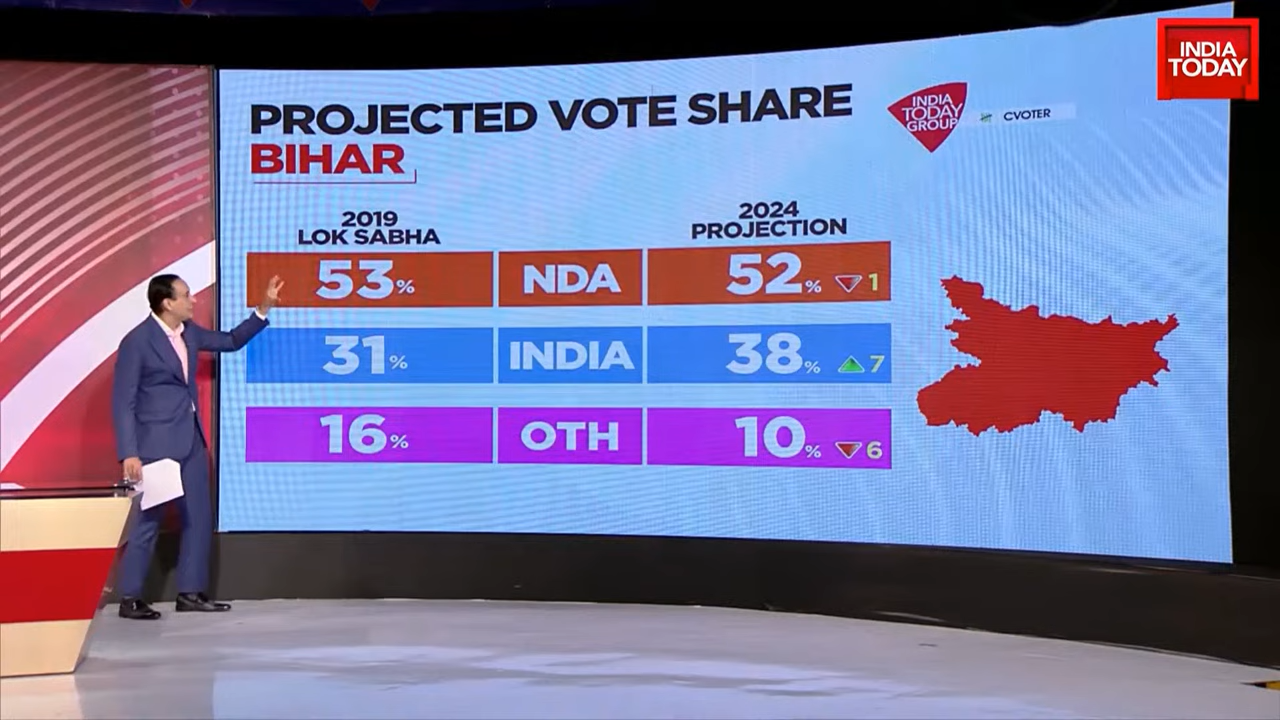 INDIA
TODAY
PROJECTED VOTE SHARE
BIHAR
INDIA
TODAY
GROUP
CVOTER
2019
LOK SABHA
2024
PROJECTION
53%
NDA
52% 1
31%
INDIA
38% 7
16%
OTH
10% 6